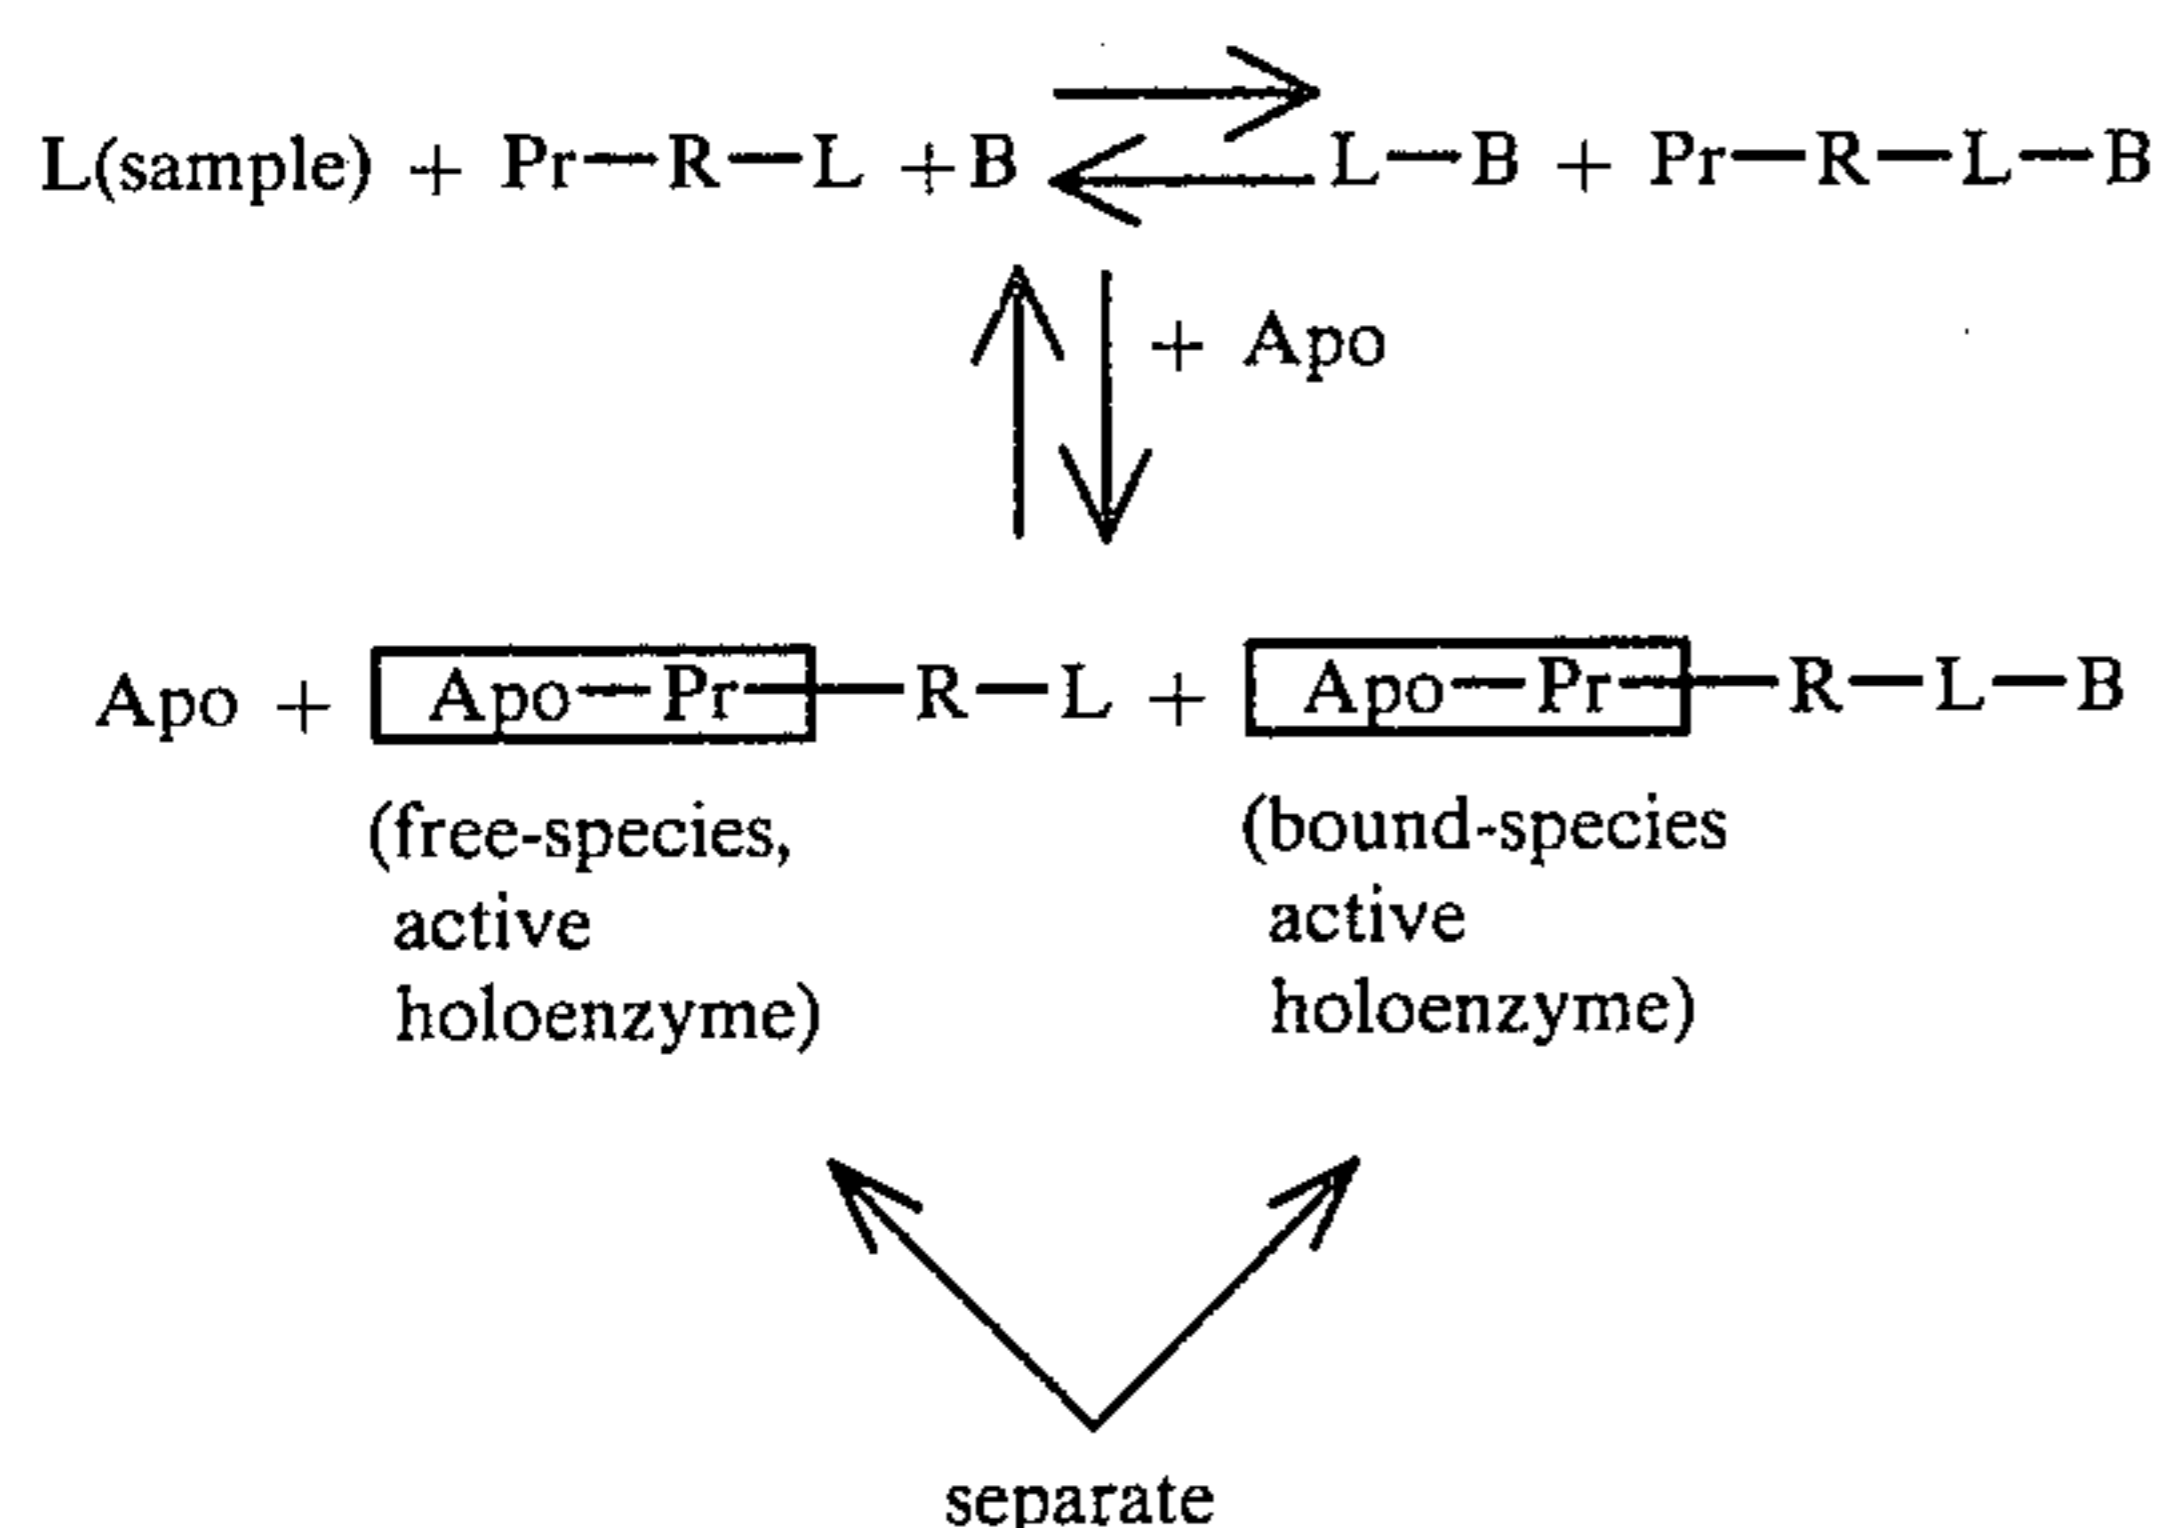 L(sample) + Pr—R—L +B ⇄ L—B + Pr—R—L—B
+ Apo
Apo + Apo—Pr—R—L + Apo—Pr—R—L—B
(free-species, (bound-species
active active
holoenzyme) holoenzyme)
separate